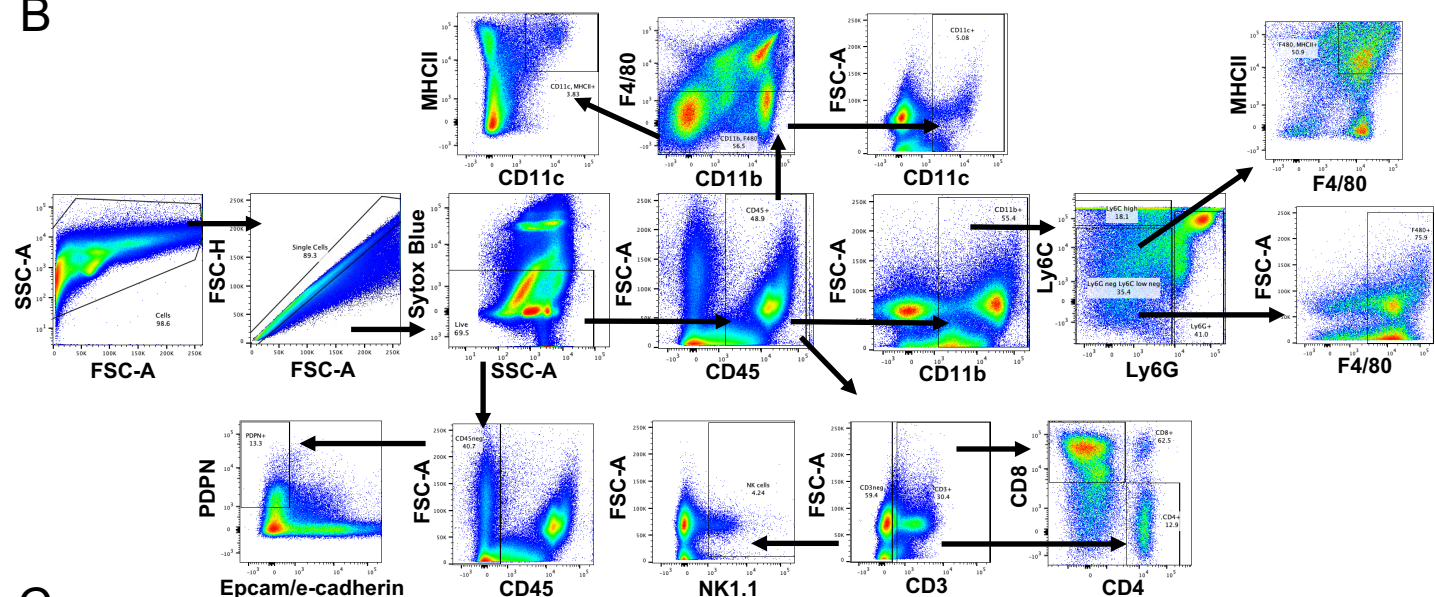 B
MHCII
CD11c, MHCII+
3.83
CD11c
F4/80
CD11b, F480
56.5
CD11b
FSC-A
CD11c+
5.08
CD11c
MHCII
F480, MHCII+
50.9
F4/80
SSC-A
Cells
98.6
FSC-A
FSC-H
Single Cells
89.3
FSC-A
Sytox Blue
Live
69.5
SSC-A
FSC-A
CD45+
48.9
CD45
FSC-A
CD11b+
55.4
CD11b
Ly6C
Ly6C high
18.1
Ly6G neg Ly6C low neg
35.4
Ly6G+
41.0
Ly6G
FSC-A
F480+
75.9
F4/80
PDPN
PDPN+
13.3
Epcam/e-cadherin
FSC-A
CD45neg
40.7
CD45
FSC-A
NK cells
4.24
NK1.1
FSC-A
CD3neg
59.4
CD3+
30.4
CD3
CD8
CD8+
62.5
CD4+
12.9
CD4